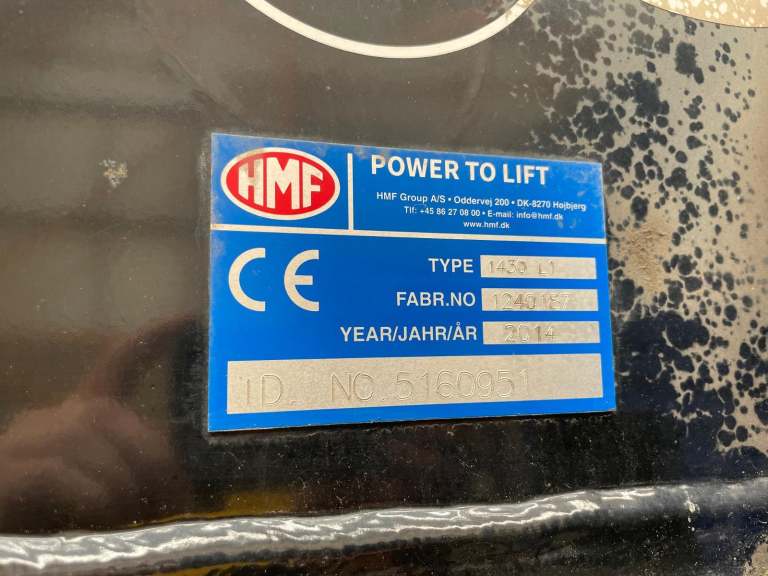 HMF
POWER TO LIFT
HMF Group A/S • Oddervej 200 • DK-8270 Hojbjerg
Tlf: +45 86 27 08 00 • E-mail: info@hmf.dk
www.hmf.dk
CE
TYPE 1430 L1
FABR.NO 1240187
YEAR/JAHR/ÅR 2014
ID. NO.5160951